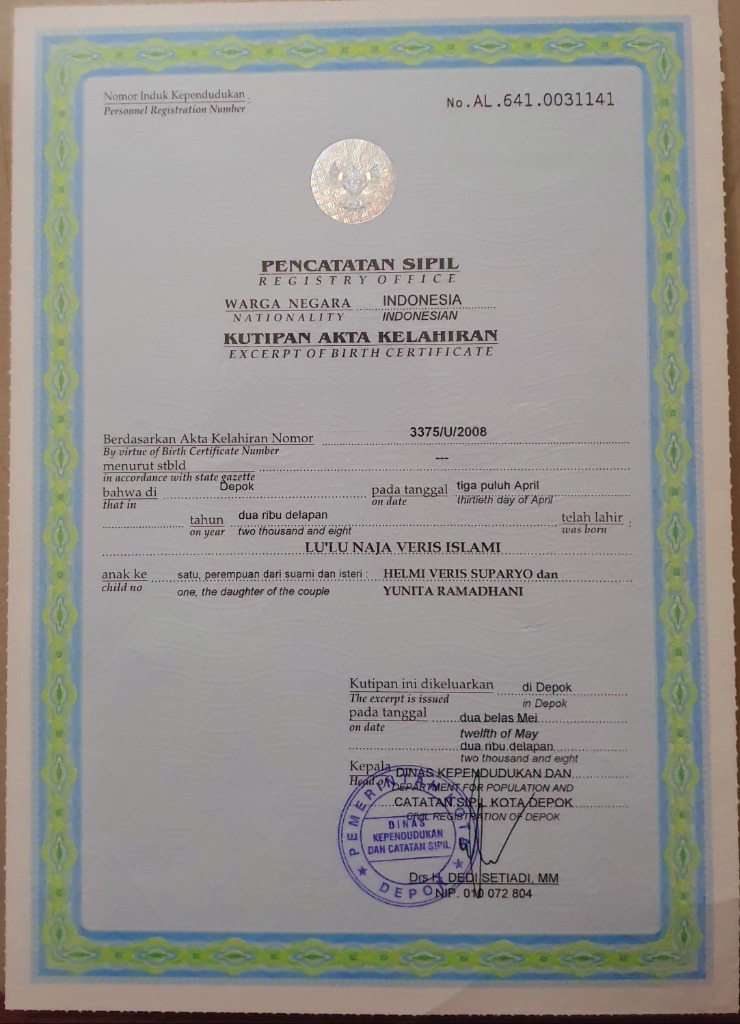 Nomor Induk Kependudukan :
Personnel Registration Number
No. AL.641.0031141
PENCATATAN SIPIL
REGISTRY OFFICE
WARGA NEGARA INDONESIA
NATIONALITY INDONESIAN
KUTIPAN AKTA KELAHIRAN
EXCERPT OF BIRTH CERTIFICATE
Berdasarkan Akta Kelahiran Nomor 3375/U/2008
By virtue of Birth Certificate Number
menurut stbld ---
in accordance with state gazette
bahwa di Depok pada tanggal tiga puluh April
that in on date thirtieth day of April
tahun dua ribu delapan telah lahir :
on year two thousand and eight was born
LU'LU NAJA VERIS ISLAMI
anak ke satu, perempuan dari suami dan isteri : HELMI VERIS SUPARYO dan
child no one, the daughter of the couple YUNITA RAMADHANI
Kutipan ini dikeluarkan di Depok
The excerpt is issued in Depok
pada tanggal dua belas Mei
on date twelfth of May
dua ribu delapan
two thousand and eight
Kepala DINAS KEPENDUDUKAN DAN
Head of DEPARTMENT FOR POPULATION AND
CATATAN SIPIL KOTA DEPOK
CIVIL REGISTRATION OF DEPOK
PEMERINTAH KOTA
DINAS
KEPENDUDUKAN
DAN CATATAN SIPIL
DEPOK
Drs H. DEDI SETIADI, MM
NIP. 010 072 804